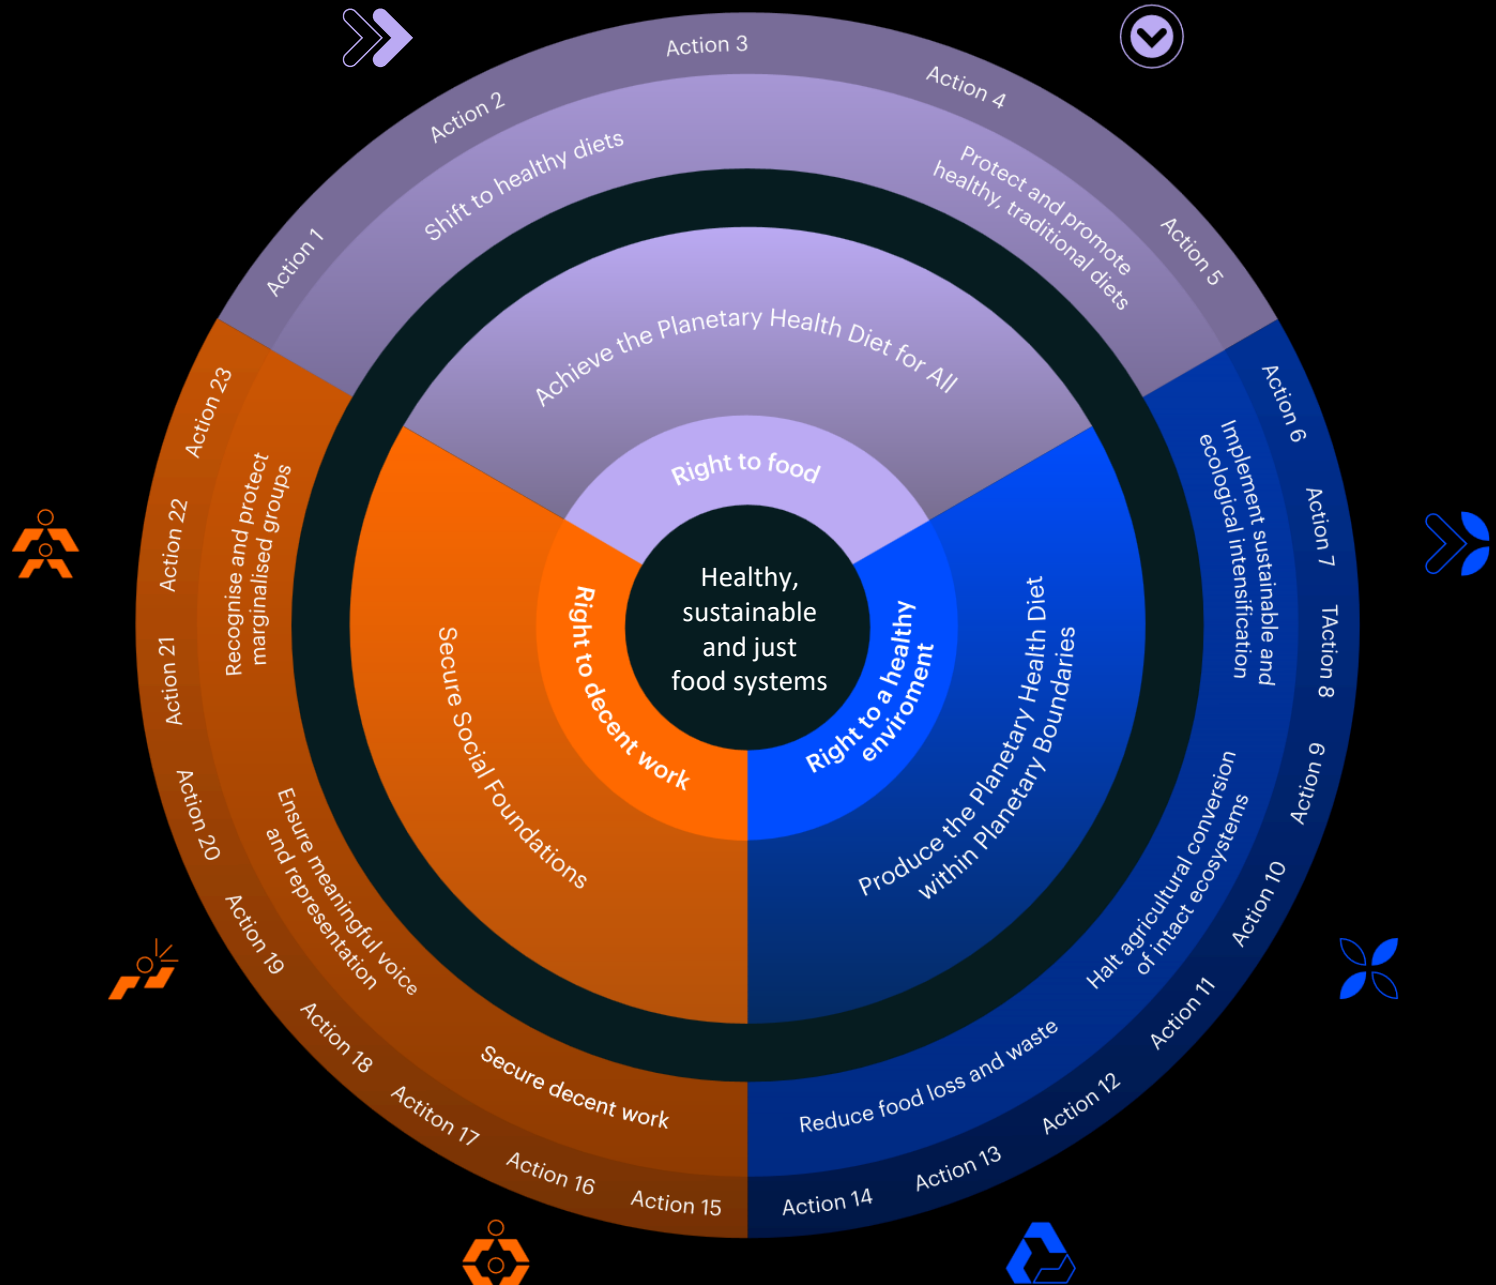 Action 1
Action 2
Action 3
Action 4
Action 5
Shift to healthy diets
Protect and promote
healthy, traditional diets
Achieve the Planetary Health Diet for All
Right to food
Healthy,
sustainable
and just
food systems
Right to a healthy
enviroment
Produce the Planetary Health Diet
within Planetary Boundaries
Implement sustainable and
ecological intensification
Halt agricultural conversion
of intact ecosystems
Reduce food loss and waste
Action 6
Action 7
TAction 8
Action 9
Action 10
Action 11
Action 12
Action 13
Action 14
Right to decent work
Secure Social Foundations
Secure decent work
Ensure meaningful voice
and representation
Recognise and protect
marginalised groups
Action 15
Action 16
Actiton 17
Action 18
Action 19
Action 20
Action 21
Action 22
Action 23